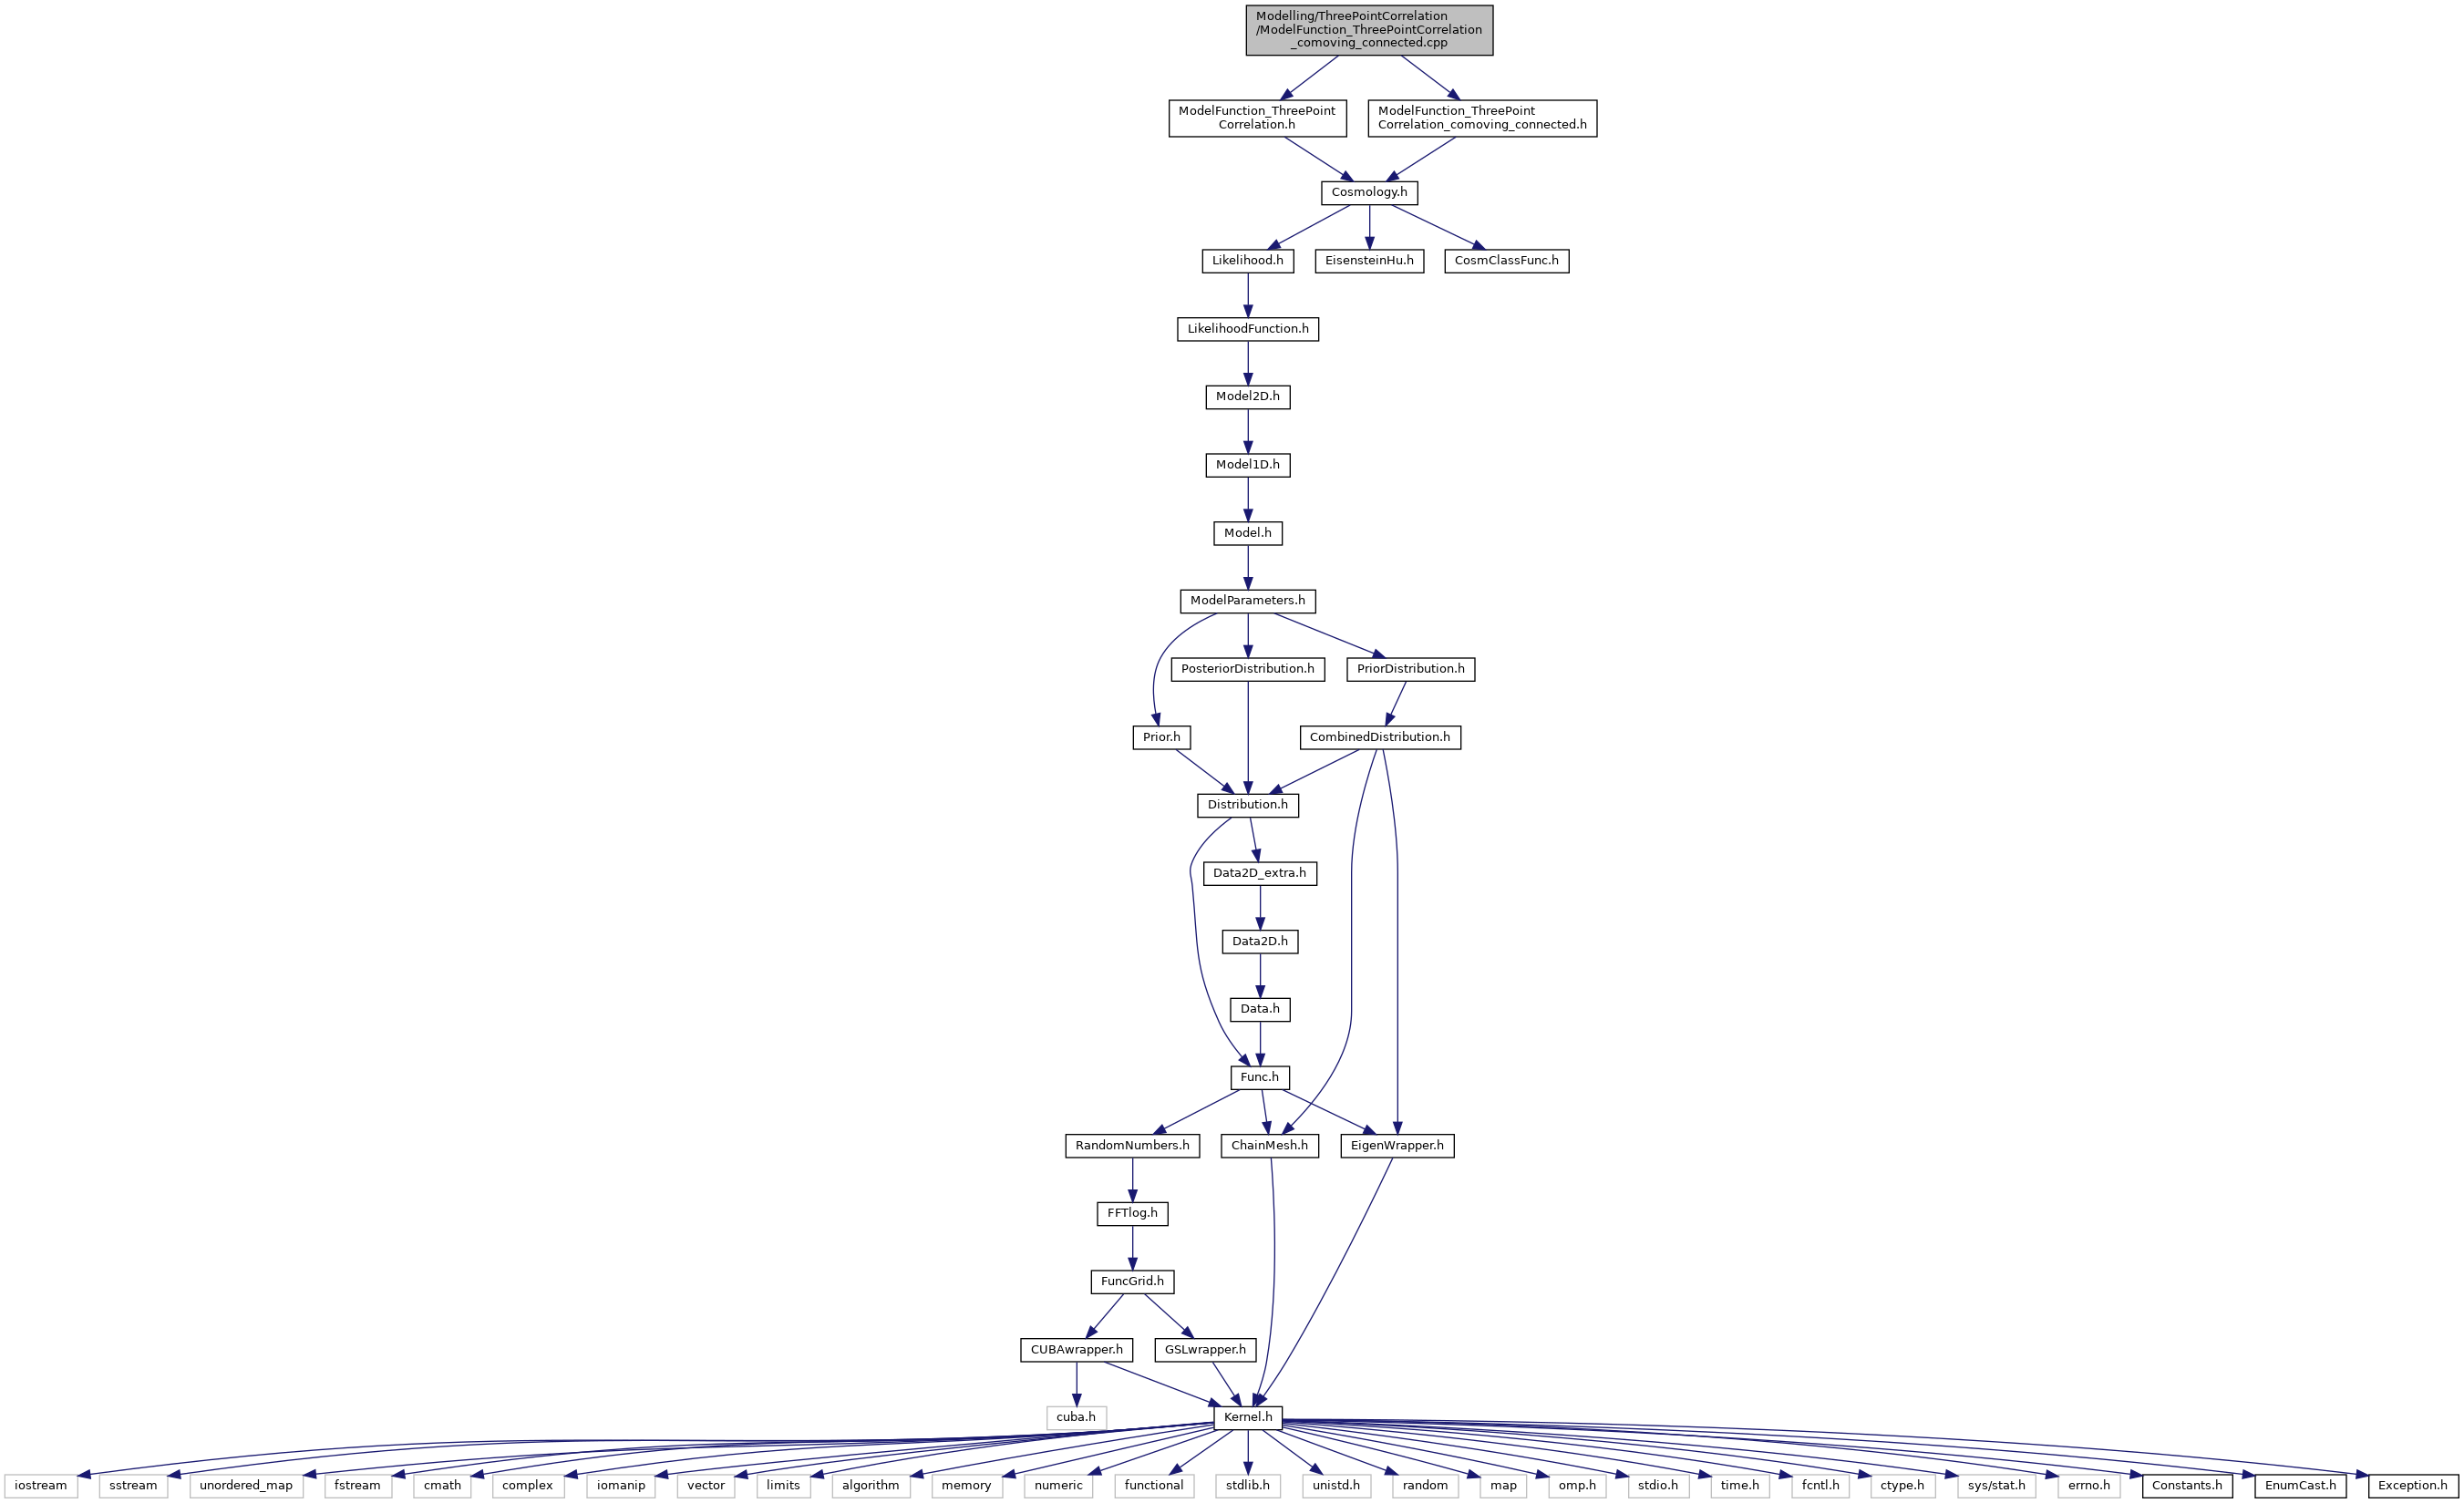 Modelling/ThreePointCorrelation
/ModelFunction_ThreePointCorrelation
_comoving_connected.cpp
ModelFunction_ThreePoint
Correlation.h
ModelFunction_ThreePoint
Correlation_comoving_connected.h
Cosmology.h
Likelihood.h
EisensteinHu.h
CosmClassFunc.h
LikelihoodFunction.h
Model2D.h
Model1D.h
Model.h
ModelParameters.h
PosteriorDistribution.h
PriorDistribution.h
Prior.h
CombinedDistribution.h
Distribution.h
Data2D_extra.h
Data2D.h
Data.h
Func.h
RandomNumbers.h
ChainMesh.h
EigenWrapper.h
FFTlog.h
FuncGrid.h
CUBAwrapper.h
GSLwrapper.h
cuba.h
Kernel.h
iostream
sstream
unordered_map
fstream
cmath
complex
iomanip
vector
limits
algorithm
memory
numeric
functional
stdlib.h
unistd.h
random
map
omp.h
stdio.h
time.h
fcntl.h
ctype.h
sys/stat.h
errno.h
Constants.h
EnumCast.h
Exception.h